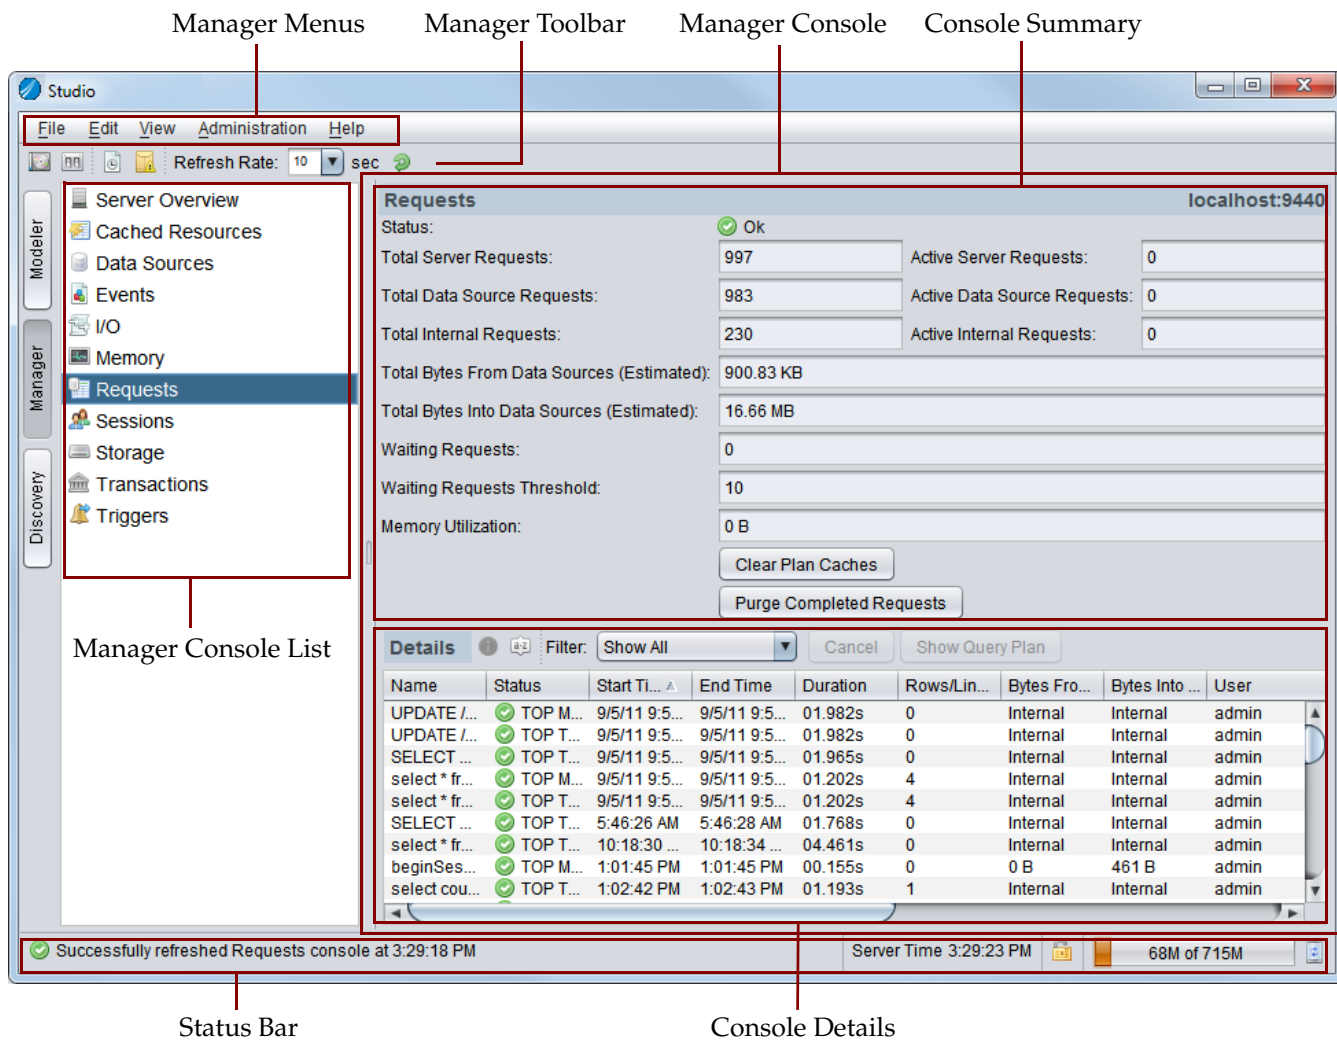 Manager Menus Manager Toolbar Manager Console Console Summary
Studio
File Edit View Administration Help
Refresh Rate: 10 sec
Modeler
Manager
Discovery
Server Overview
Cached Resources
Data Sources
Events
I/O
Memory
Requests
Sessions
Storage
Transactions
Triggers
Manager Console List
Requests localhost:9440
Status: Ok
Total Server Requests: 997 Active Server Requests: 0
Total Data Source Requests: 983 Active Data Source Requests: 0
Total Internal Requests: 230 Active Internal Requests: 0
Total Bytes From Data Sources (Estimated): 900.83 KB
Total Bytes Into Data Sources (Estimated): 16.66 MB
Waiting Requests: 0
Waiting Requests Threshold: 10
Memory Utilization: 0 B
Clear Plan Caches
Purge Completed Requests
Details a-z Filter: Show All Cancel Show Query Plan
Name Status Start Ti... End Time Duration Rows/Lin... Bytes Fro... Bytes Into ... User
UPDATE /... TOP M... 9/5/11 9:5... 9/5/11 9:5... 01.982s 0 Internal Internal admin
UPDATE /... TOP T... 9/5/11 9:5... 9/5/11 9:5... 01.982s 0 Internal Internal admin
SELECT ... TOP T... 9/5/11 9:5... 9/5/11 9:5... 01.965s 0 Internal Internal admin
select * fr... TOP M... 9/5/11 9:5... 9/5/11 9:5... 01.202s 4 Internal Internal admin
select * fr... TOP T... 9/5/11 9:5... 9/5/11 9:5... 01.202s 4 Internal Internal admin
SELECT ... TOP T... 5:46:26 AM 5:46:28 AM 01.768s 0 Internal Internal admin
select * fr... TOP T... 10:18:30 ... 10:18:34 ... 04.461s 0 Internal Internal admin
beginSes... TOP M... 1:01:45 PM 1:01:45 PM 00.155s 0 0 B 461 B admin
select cou... TOP T... 1:02:42 PM 1:02:43 PM 01.193s 1 Internal Internal admin
Successfully refreshed Requests console at 3:29:18 PM Server Time 3:29:23 PM 68M of 715M
Status Bar Console Details